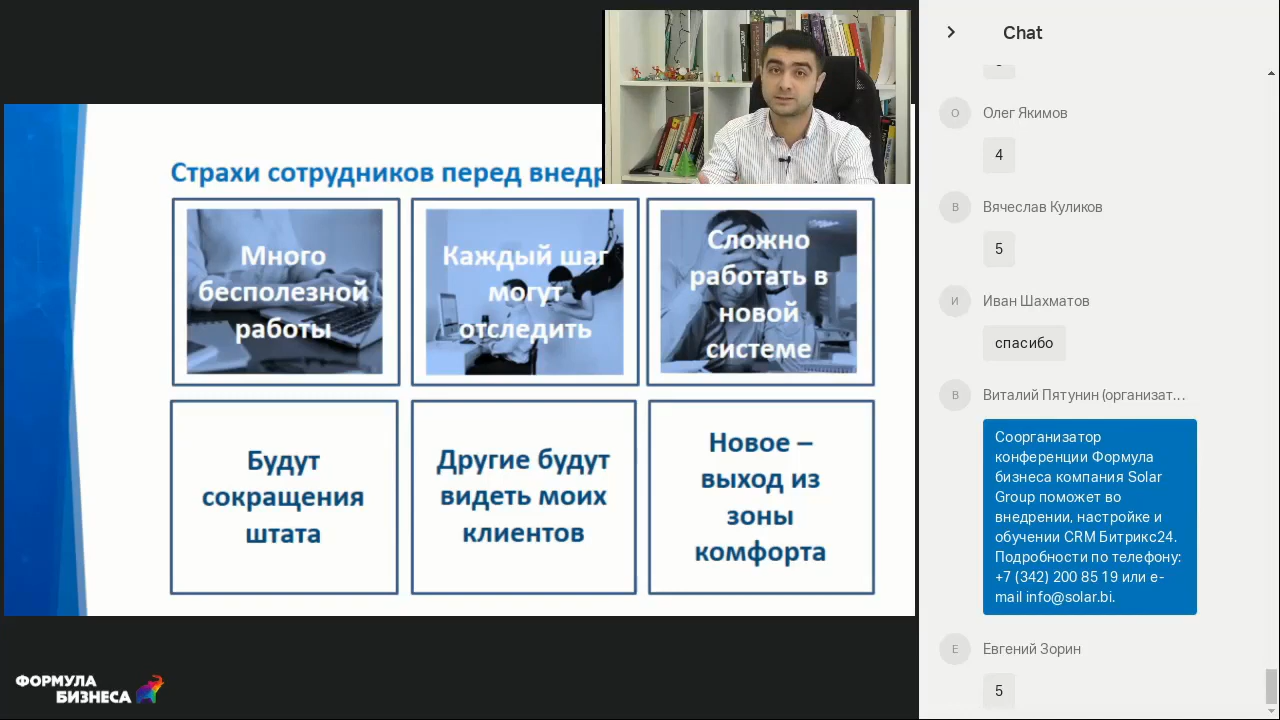 Страхи сотрудников перед внедр
Много
бесполезной
работы
Каждый шаг
могут
отследить
Сложно
работать в
новой
системе
Будут
сокращения
штата
Другие будут
видеть моих
клиентов
Новое –
выход из
зоны
комфорта
ФОРМУЛА
БИЗНЕСА
Chat
О
Олег Якимов
4
В
Вячеслав Куликов
5
И
Иван Шахматов
спасибо
В
Виталий Пятунин (организат...
Соорганизатор
конференции Формула
бизнеса компания Solar
Group поможет во
внедрении, настройке и
обучении CRM Битрикс24.
Подробности по телефону:
+7 (342) 200 85 19 или e-
mail info@solar.bi.
Е
Евгений Зорин
5